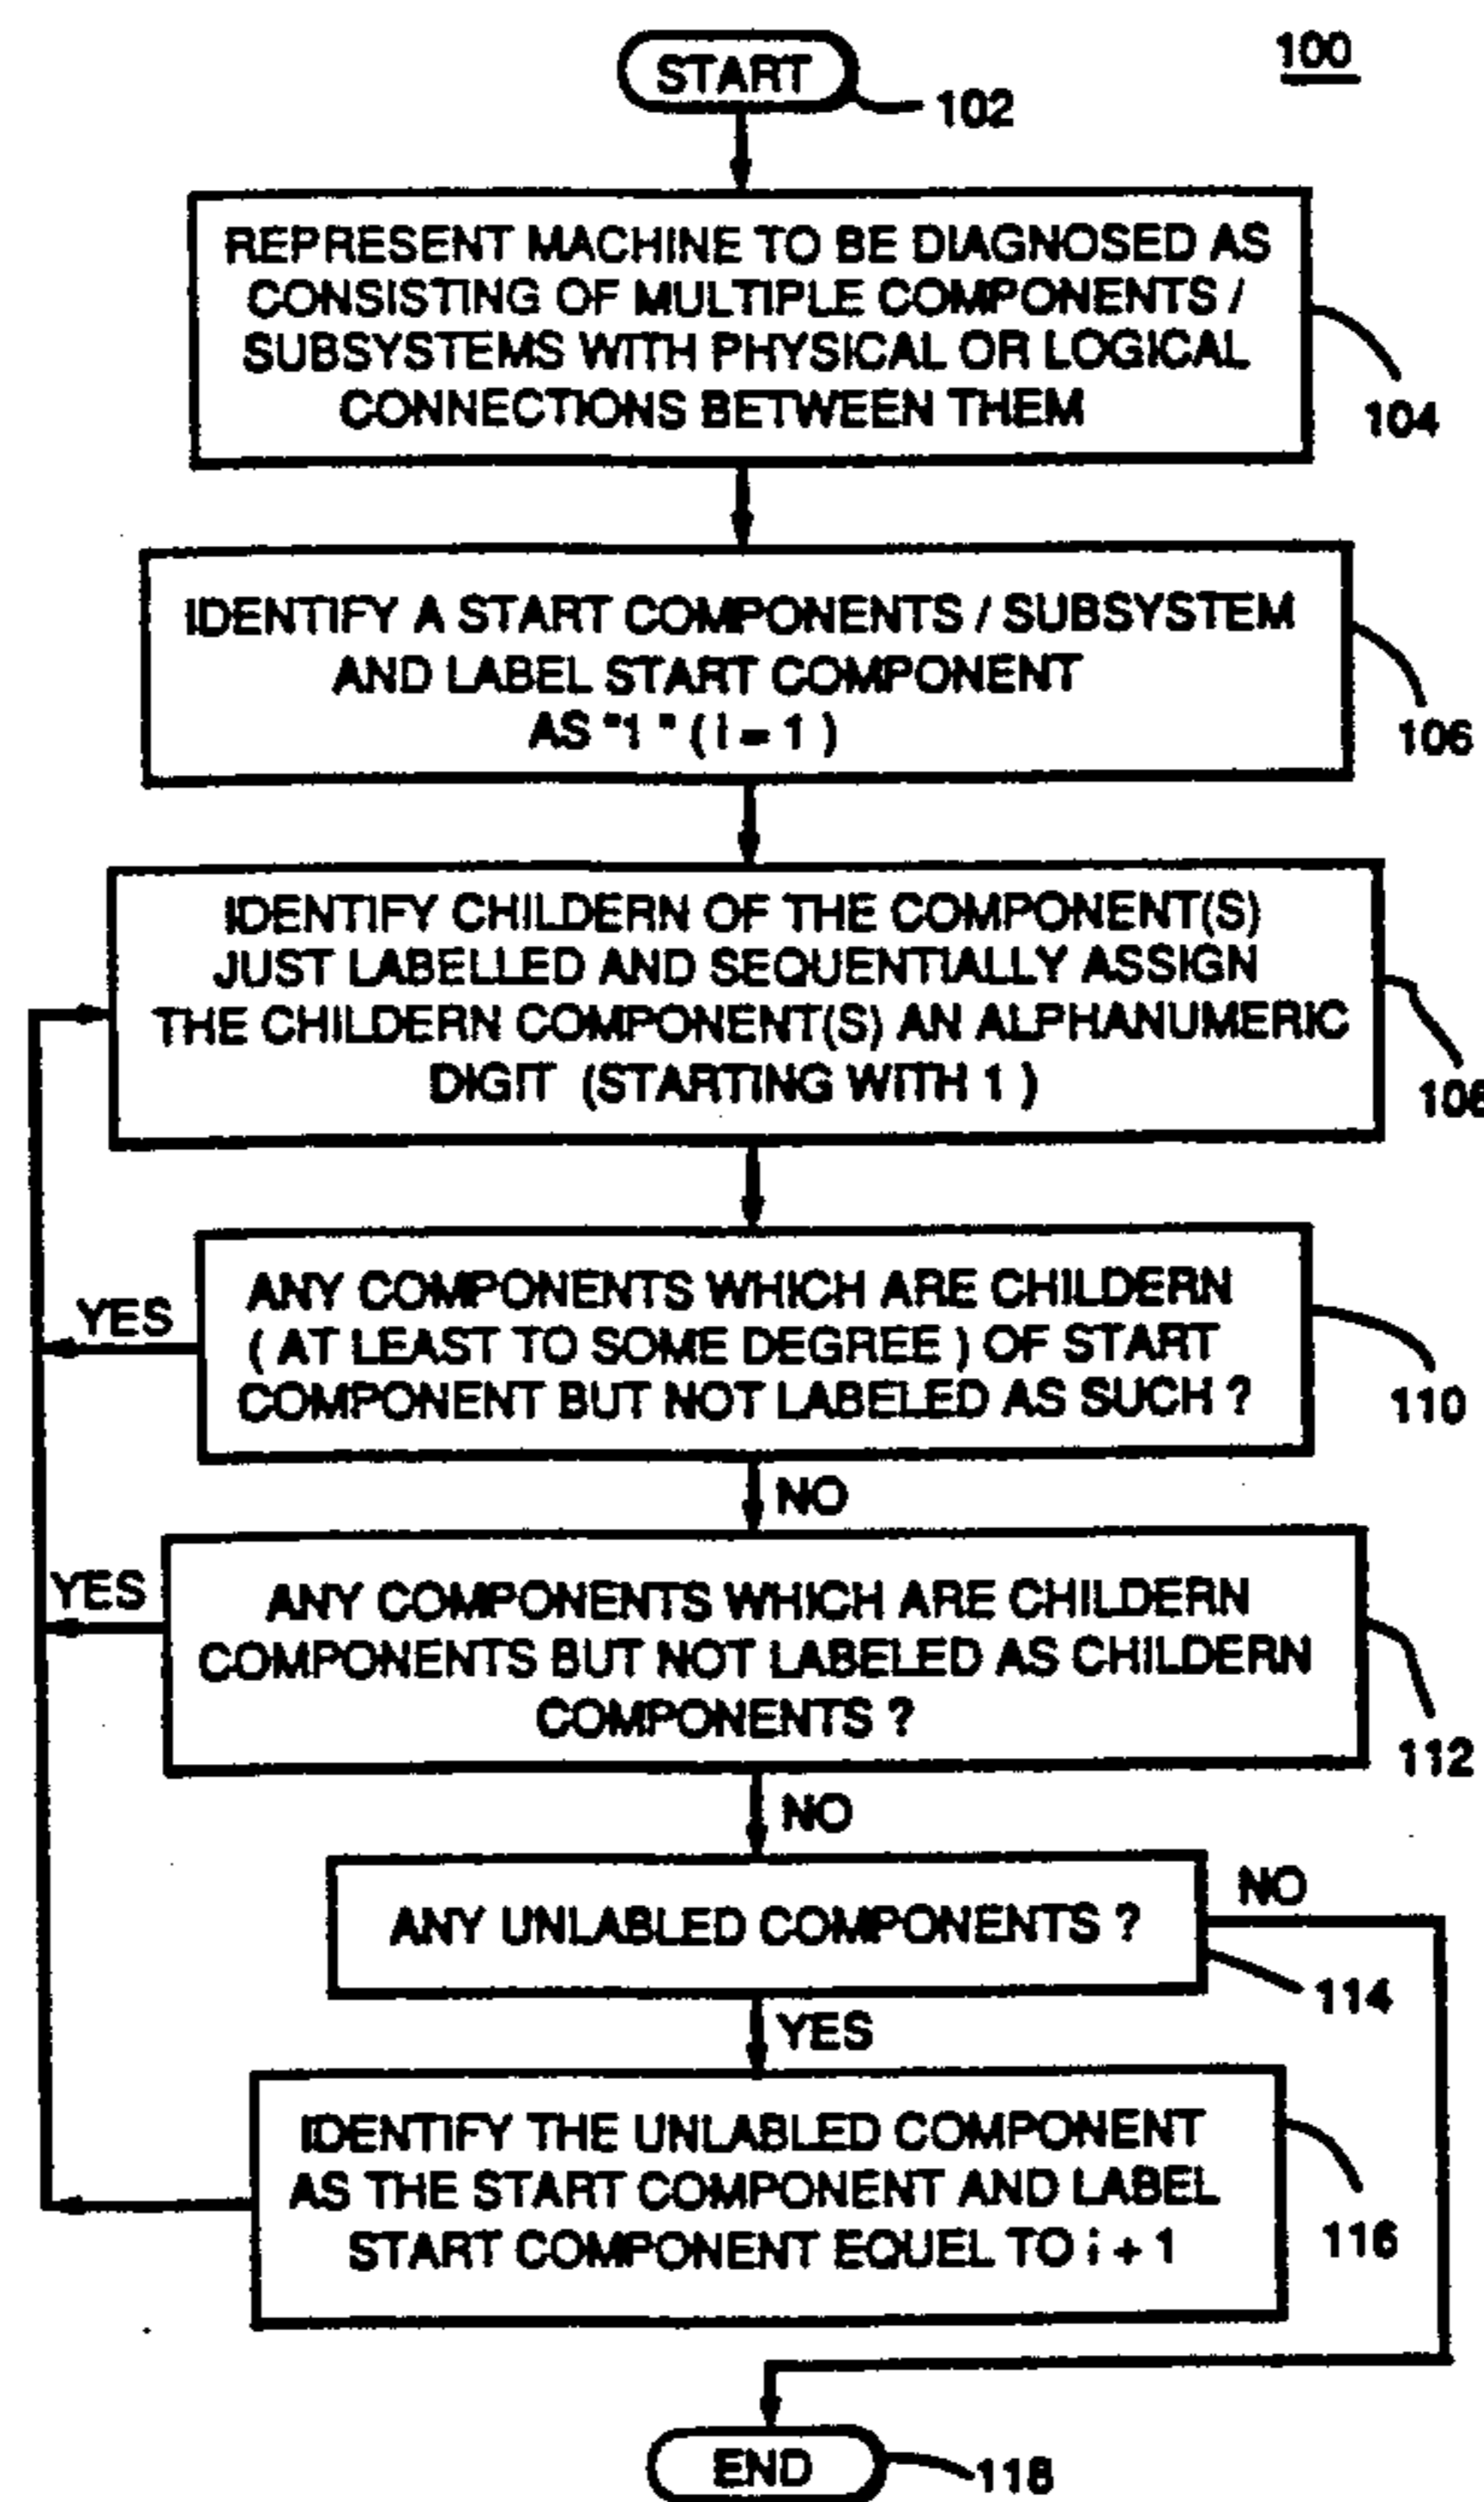 START
100
102
REPRESENT MACHINE TO BE DIAGNOSED AS
CONSISTING OF MULTIPLE COMPONENTS /
SUBSYSTEMS WITH PHYSICAL OR LOGICAL
CONNECTIONS BETWEEN THEM
104
IDENTIFY A START COMPONENTS / SUBSYSTEM
AND LABEL START COMPONENT
AS "1" ( i = 1 )
106
IDENTIFY CHILDERN OF THE COMPONENT(S)
JUST LABELLED AND SEQUENTIALLY ASSIGN
THE CHILDERN COMPONENT(S) AN ALPHANUMERIC
DIGIT (STARTING WITH 1 )
108
ANY COMPONENTS WHICH ARE CHILDERN
( AT LEAST TO SOME DEGREE ) OF START
COMPONENT BUT NOT LABELED AS SUCH ?
YES
110
NO
ANY COMPONENTS WHICH ARE CHILDERN
COMPONENTS BUT NOT LABELED AS CHILDERN
COMPONENTS ?
YES
112
NO
ANY UNLABLED COMPONENTS ?
NO
114
YES
IDENTIFY THE UNLABLED COMPONENT
AS THE START COMPONENT AND LABEL
START COMPONENT EQUEL TO i + 1
116
END
118